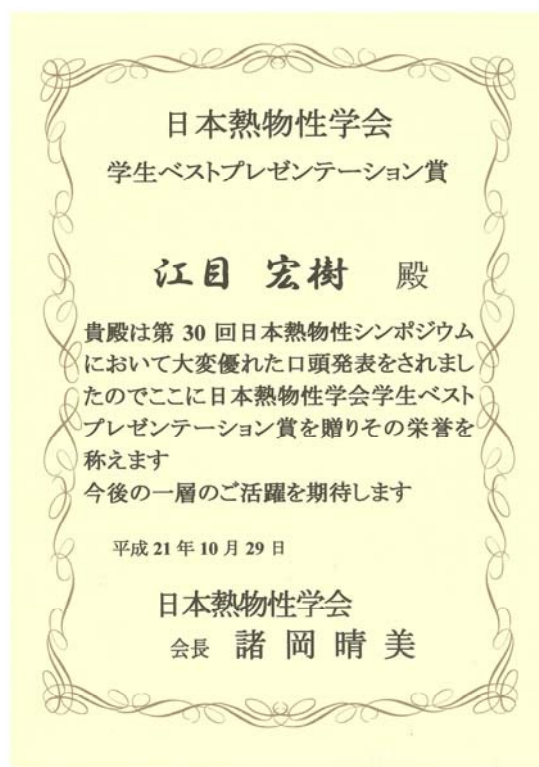 日本熱物性学会
学生ベストプレゼンテーション賞
江目 宏樹 殿
貴殿は第 30 回日本熱物性シンポジウム
において大変優れた口頭発表をされまし
たのでここに日本熱物性学会学生ベスト
プレゼンテーション賞を贈りその栄誉を
称えます
今後の一層のご活躍を期待します
平成 21 年 10 月 29 日
日本熱物性学会
会長 諸岡晴美